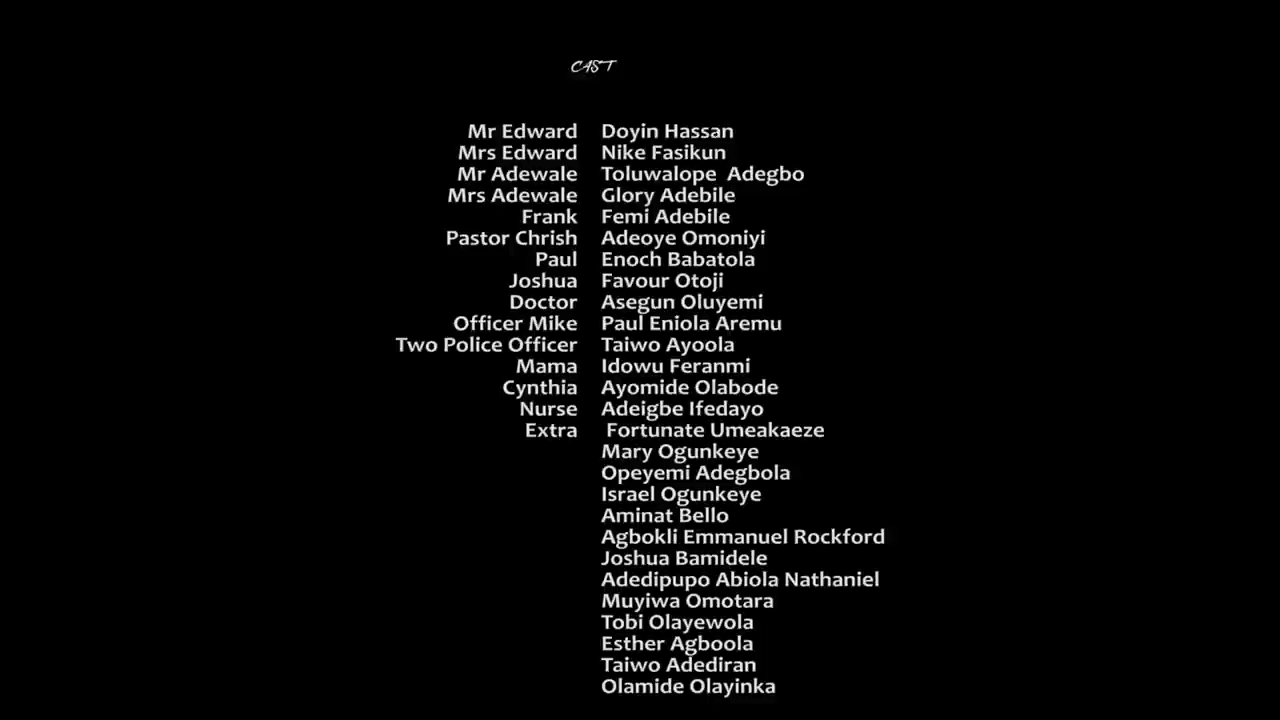 CAST
Mr Edward Doyin Hassan
Mrs Edward Nike Fasikun
Mr Adewale Toluwalope Adegbo
Mrs Adewale Glory Adebile
Frank Femi Adebile
Pastor Chrish Adeoye Omoniyi
Paul Enoch Babatola
Joshua Favour Otoji
Doctor Asegun Oluyemi
Officer Mike Paul Eniola Aremu
Two Police Officer Taiwo Ayoola
Mama Idowu Feranmi
Cynthia Ayomide Olabode
Nurse Adeigbe Ifedayo
Extra Fortunate Umeakaeze
Mary Ogunkeye
Opeyemi Adegbola
Israel Ogunkeye
Aminat Bello
Agbokli Emmanuel Rockford
Joshua Bamidele
Adedipupo Abiola Nathaniel
Muyiwa Omotara
Tobi Olayewola
Esther Agboola
Taiwo Adediran
Olamide Olayinka